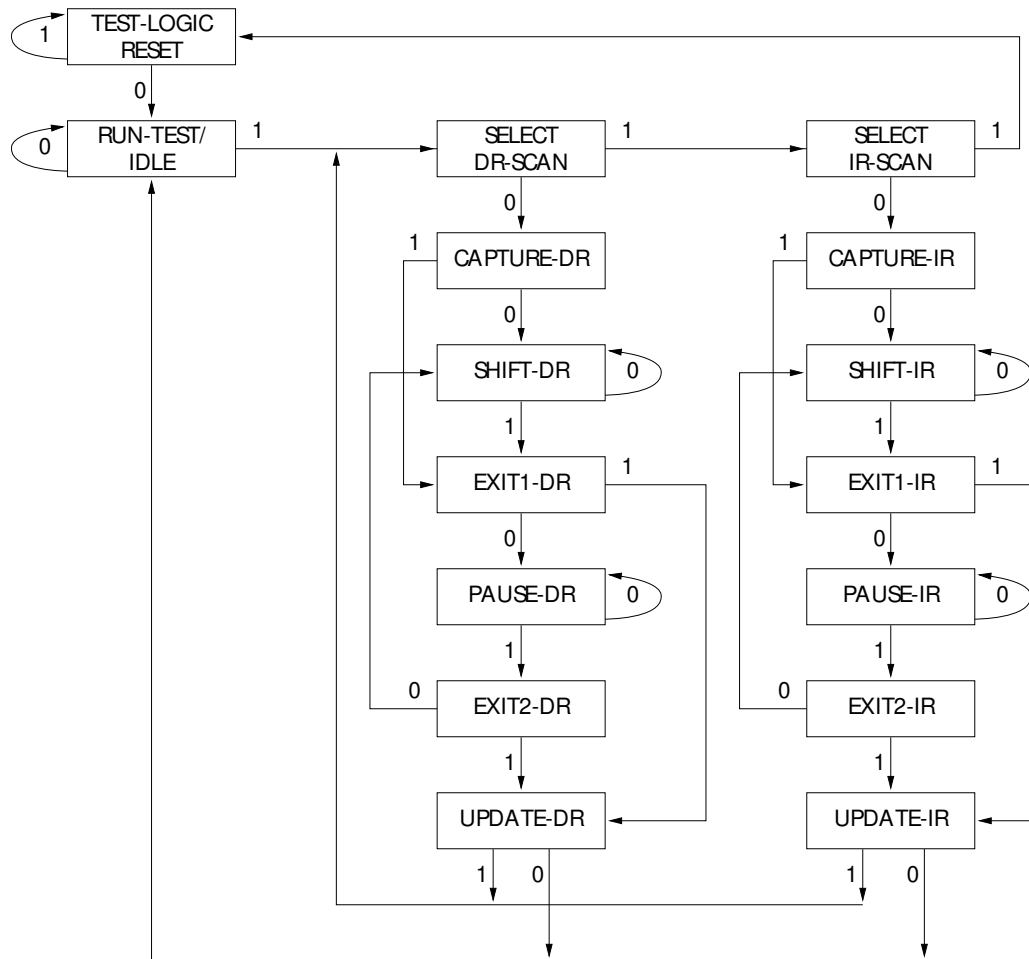 TEST-LOGIC
RESET
1
0
RUN-TEST/
IDLE
0
1
SELECT
DR-SCAN
1
SELECT
IR-SCAN
1
0
0
1
CAPTURE-DR
1
CAPTURE-IR
0
0
SHIFT-DR
0
SHIFT-IR
0
1
1
EXIT1-DR
1
EXIT1-IR
1
0
0
PAUSE-DR
0
PAUSE-IR
0
1
1
0
EXIT2-DR
0
EXIT2-IR
1
1
UPDATE-DR
UPDATE-IR
1
0
1
0